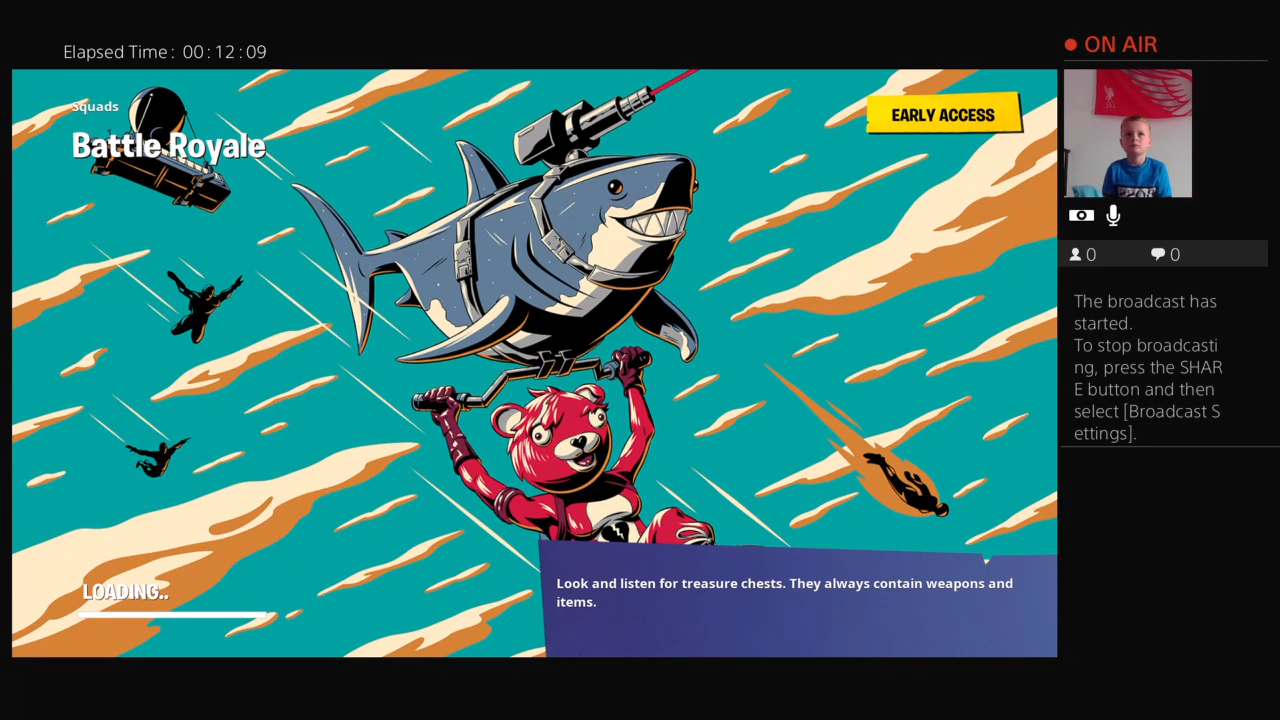 Elapsed Time: 00:12:09
ON AIR
Squads
Battle Royale
EARLY ACCESS
0 0
The broadcast has
started.
To stop broadcasti
ng, press the SHAR
E button and then
select [Broadcast S
ettings].
LOADING..
Look and listen for treasure chests. They always contain weapons and
items.